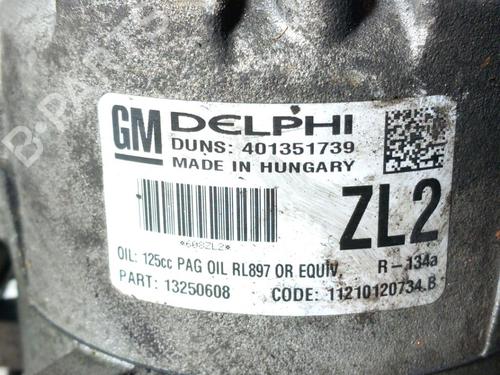 GM DELPHI
DUNS: 401351739
MADE IN HUNGARY
ZL2
*608ZL2*
OIL: 125cc PAG OIL RL897 OR EQUIV. R-134a
PART: 13250608 CODE: 11210120734.B
B-PARTS